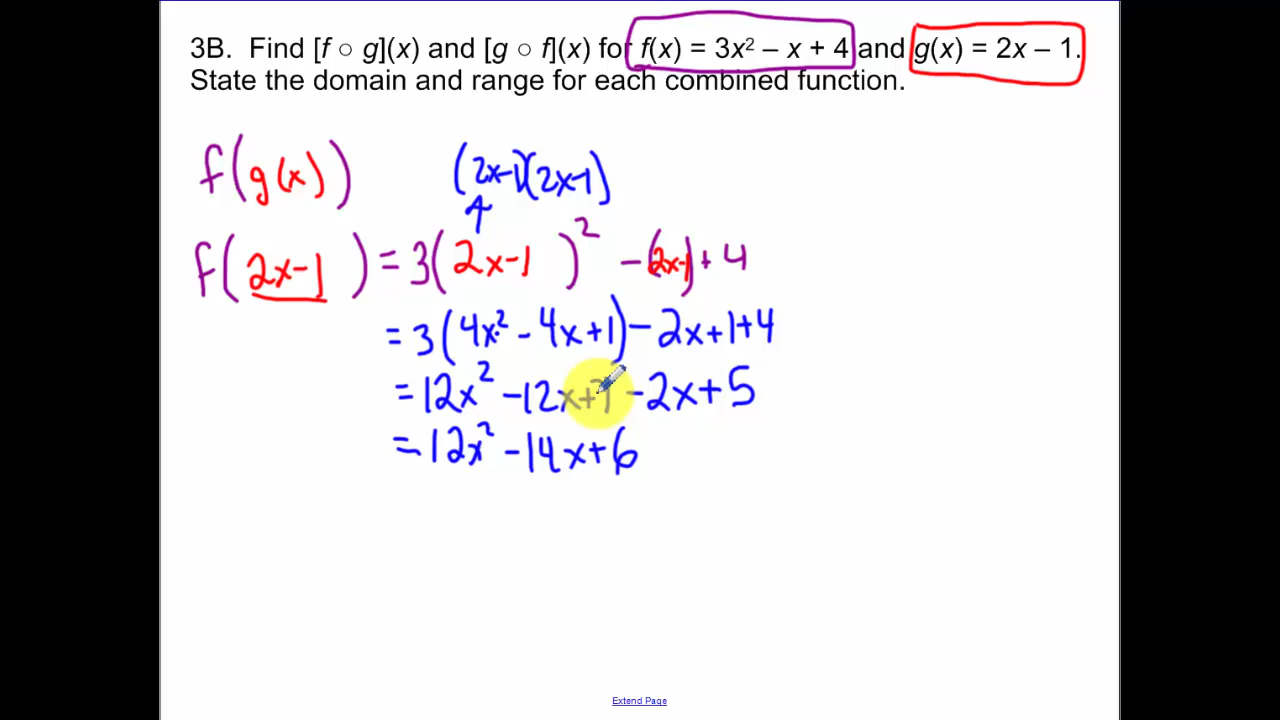 3B. Find [f ○ g](x) and [g ○ f](x) for f(x) = 3x² – x + 4 and g(x) = 2x – 1.
State the domain and range for each combined function.
f(g(x))
(2x-1)(2x-1)
f(2x-1) = 3(2x-1)² -(2x-1)+4
= 3(4x² - 4x+1) - 2x+1+4
= 12x² -12x+1 -2x+5
= 12x² -14x+6
Extend Page